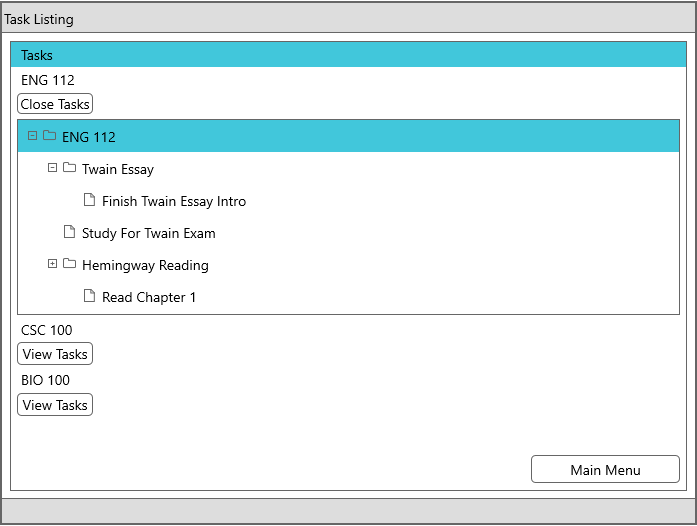 Task Listing
Tasks
ENG 112
Close Tasks
ENG 112
Twain Essay
Finish Twain Essay Intro
Study For Twain Exam
Hemingway Reading
Read Chapter 1
CSC 100
View Tasks
BIO 100
View Tasks
Main Menu